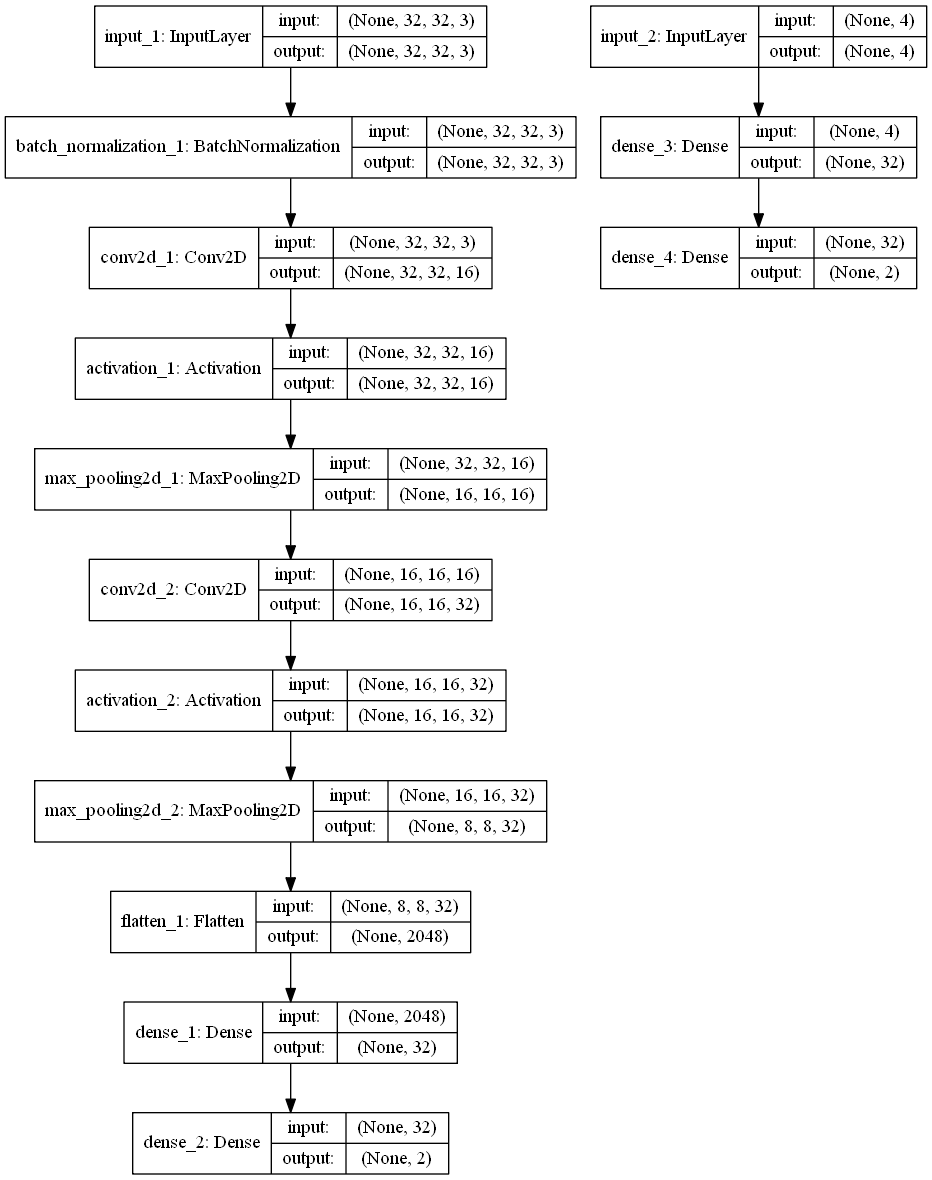 input_1: InputLayer
input: (None, 32, 32, 3)
output: (None, 32, 32, 3)
batch_normalization_1: BatchNormalization
input: (None, 32, 32, 3)
output: (None, 32, 32, 3)
conv2d_1: Conv2D
input: (None, 32, 32, 3)
output: (None, 32, 32, 16)
activation_1: Activation
input: (None, 32, 32, 16)
output: (None, 32, 32, 16)
max_pooling2d_1: MaxPooling2D
input: (None, 32, 32, 16)
output: (None, 16, 16, 16)
conv2d_2: Conv2D
input: (None, 16, 16, 16)
output: (None, 16, 16, 32)
activation_2: Activation
input: (None, 16, 16, 32)
output: (None, 16, 16, 32)
max_pooling2d_2: MaxPooling2D
input: (None, 16, 16, 32)
output: (None, 8, 8, 32)
flatten_1: Flatten
input: (None, 8, 8, 32)
output: (None, 2048)
dense_1: Dense
input: (None, 2048)
output: (None, 32)
dense_2: Dense
input: (None, 32)
output: (None, 2)
input_2: InputLayer
input: (None, 4)
output: (None, 4)
dense_3: Dense
input: (None, 4)
output: (None, 32)
dense_4: Dense
input: (None, 32)
output: (None, 2)